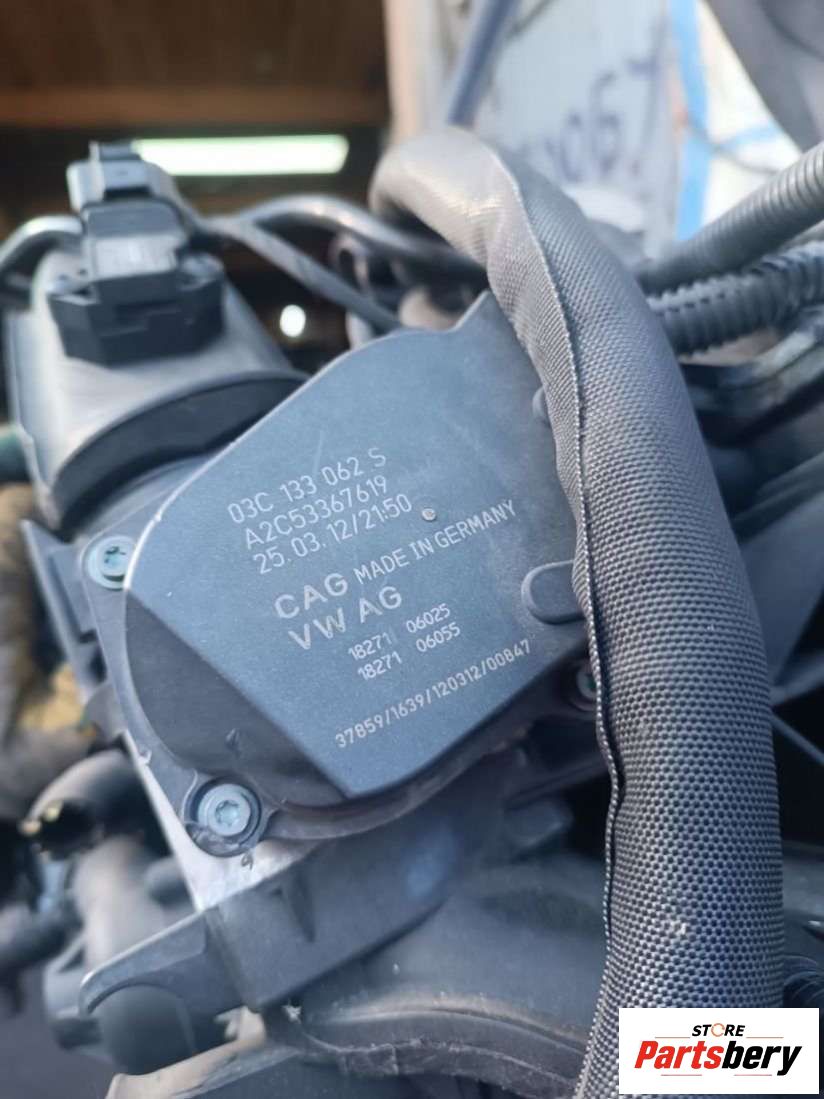 03C 133 062 S
A2C53367619
25.03.12/21:50
CAG MADE IN GERMANY
VW AG
18271 06025
18271 06055
37859/1639/120312/00847
STORE
Partsbery